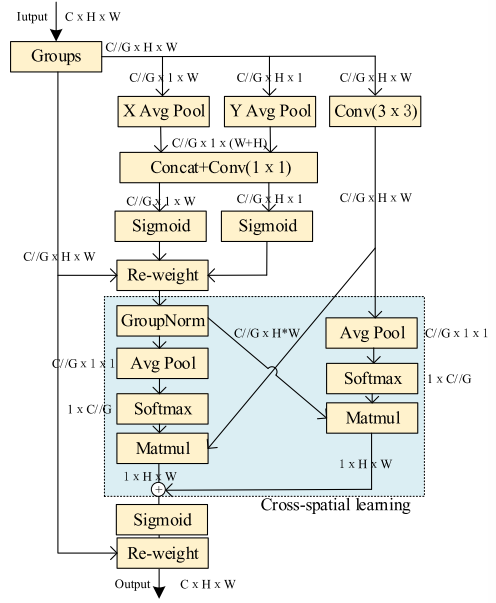 Iutput
C x H x W
Groups
C//G x H x W
C//G x 1 x W
C//G x H x 1
C//G x H x W
X Avg Pool
Y Avg Pool
Conv(3 x 3)
C//G x 1 x (W+H)
Concat+Conv(1 x 1)
C//G x 1 x W
C//G x H x 1
C//G x H x W
Sigmoid
Sigmoid
C//G x H x W
Re-weight
GroupNorm
C//G x H*W
Avg Pool
C//G x 1 x 1
C//G x 1 x 1
Avg Pool
Softmax
1 x C//G
1 x C//G
Softmax
Matmul
Matmul
1 x H x W
1 x H x W
+
Cross-spatial learning
Sigmoid
Re-weight
Output
C x H x W